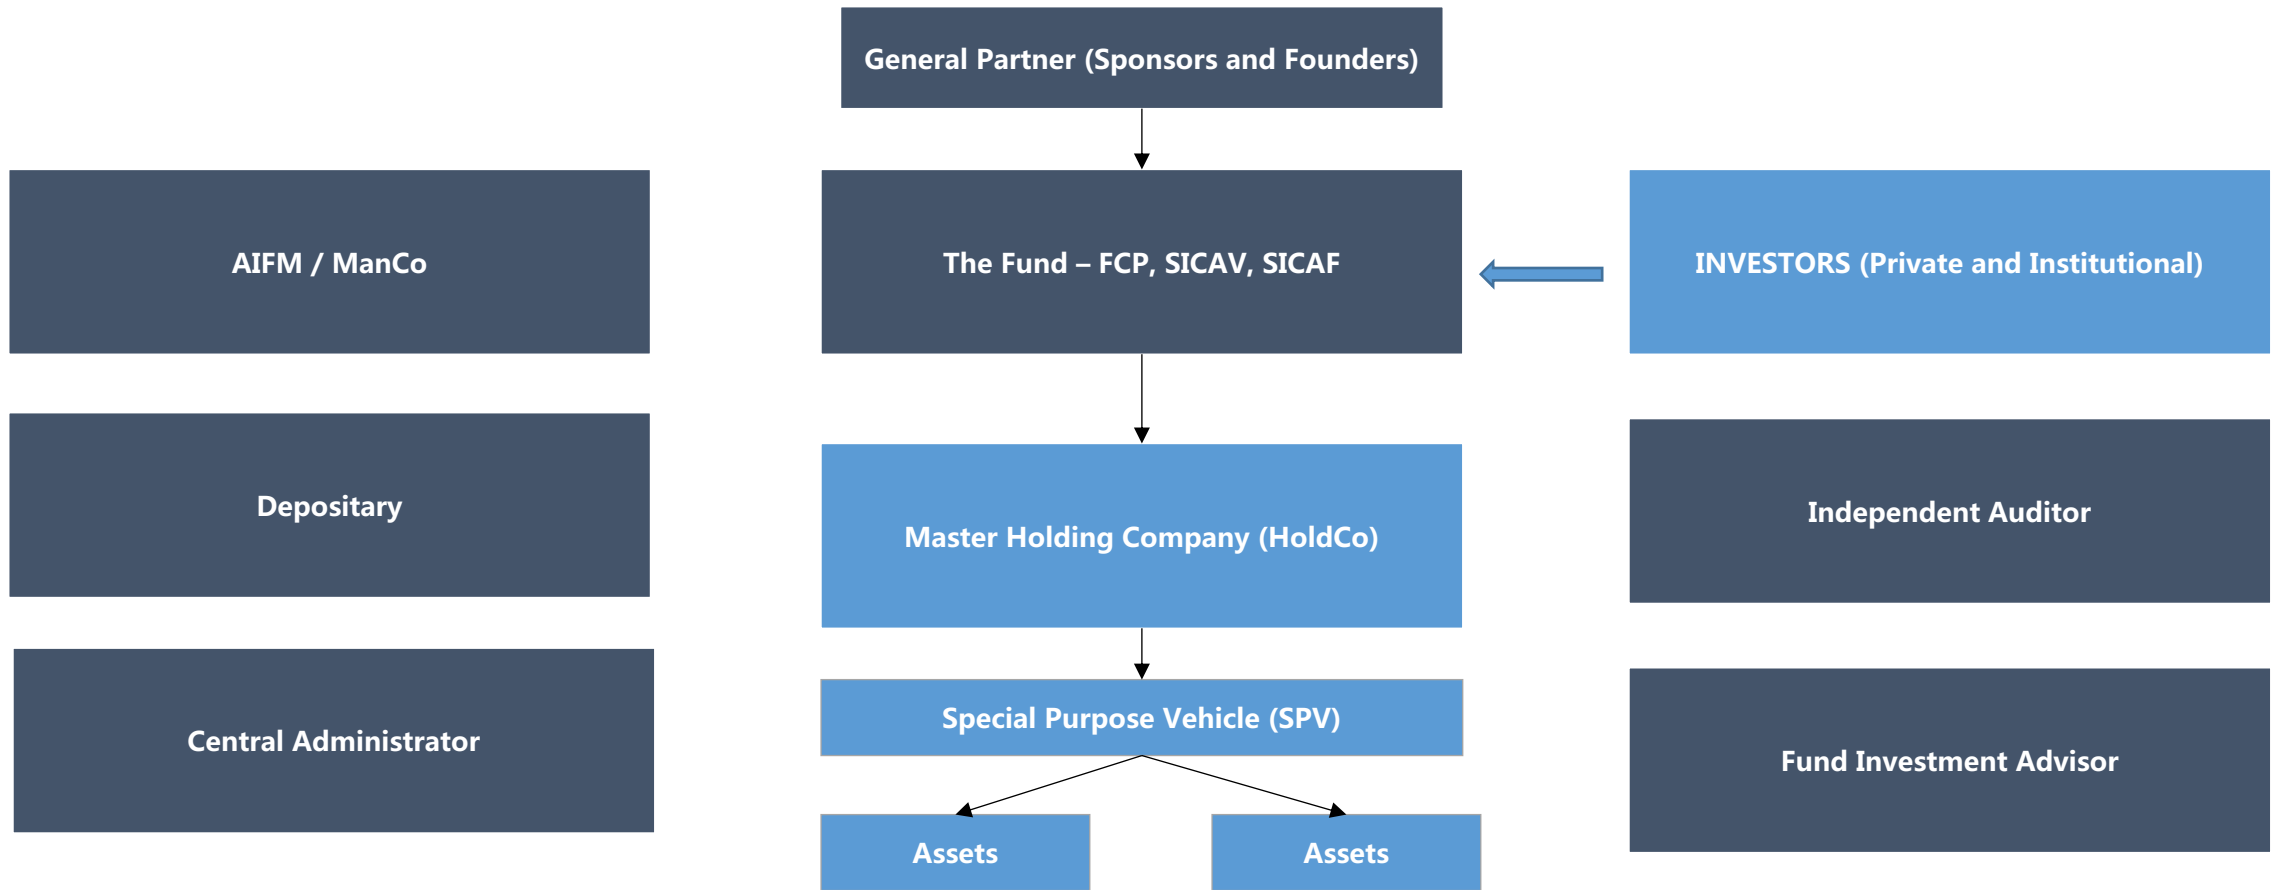 General Partner (Sponsors and Founders)
AIFM / ManCo
The Fund – FCP, SICAV, SICAF
INVESTORS (Private and Institutional)
Depositary
Master Holding Company (HoldCo)
Independent Auditor
Central Administrator
Special Purpose Vehicle (SPV)
Fund Investment Advisor
Assets
Assets